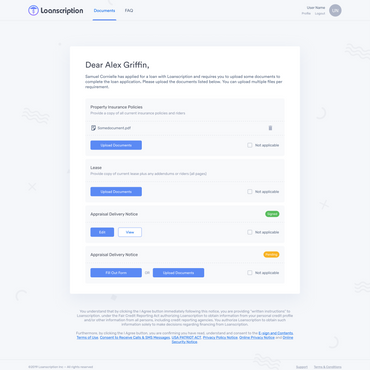 Loanscription
Documents
FAQ
User Name
Profile Logout
UN
Dear Alex Griffin,
Samuel Correlle has applied for a loan with Loanscription and requires you to upload some documents to
complete the loan application. Please upload the documents listed below. You can upload multiple files per
requirement.
Property Insurance Policies
Provide a copy of all current insurance policies and riders
Somedocument.pdf
Upload Documents
Not applicable
Lease
Provide copy of current lease plus any addendums or riders (all pages)
Upload Documents
Not applicable
Appraisal Delivery Notice
Signed
Edit
View
Not applicable
Appraisal Delivery Notice
Pending
Fill Out Form
OR
Upload Documents
Not applicable
You understand that by clicking the I Agree button immediately following this notice, you are providing "written instructions" to
Loanscription, under the Fair Credit Reporting Act authorizing Loanscription to obtain information from your personal credit profile
and/or other information from all persons, including credit reporting agencies. You authorize Loanscription to obtain such
information solely to make decisions regarding financing from Loanscription.
Furthermore, by clicking the I Agree button, you are confirming you have read, understand and consent to the E-sign and Contents
Terms of Use, Consent to Receive Calls & SMS Messages, USA PATRIOT ACT, Privacy Policy Notice, Online Privacy Notice and Online
Security Notice
Support
Terms & Conditions